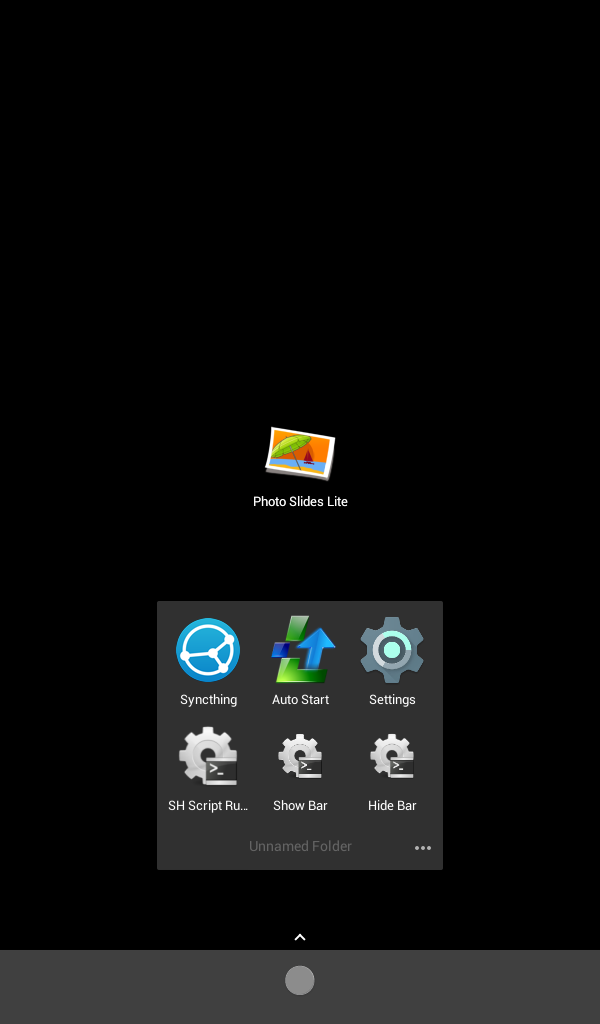 Photo Slides Lite
Syncthing Auto Start Settings
SH Script Ru... Show Bar Hide Bar
Unnamed Folder